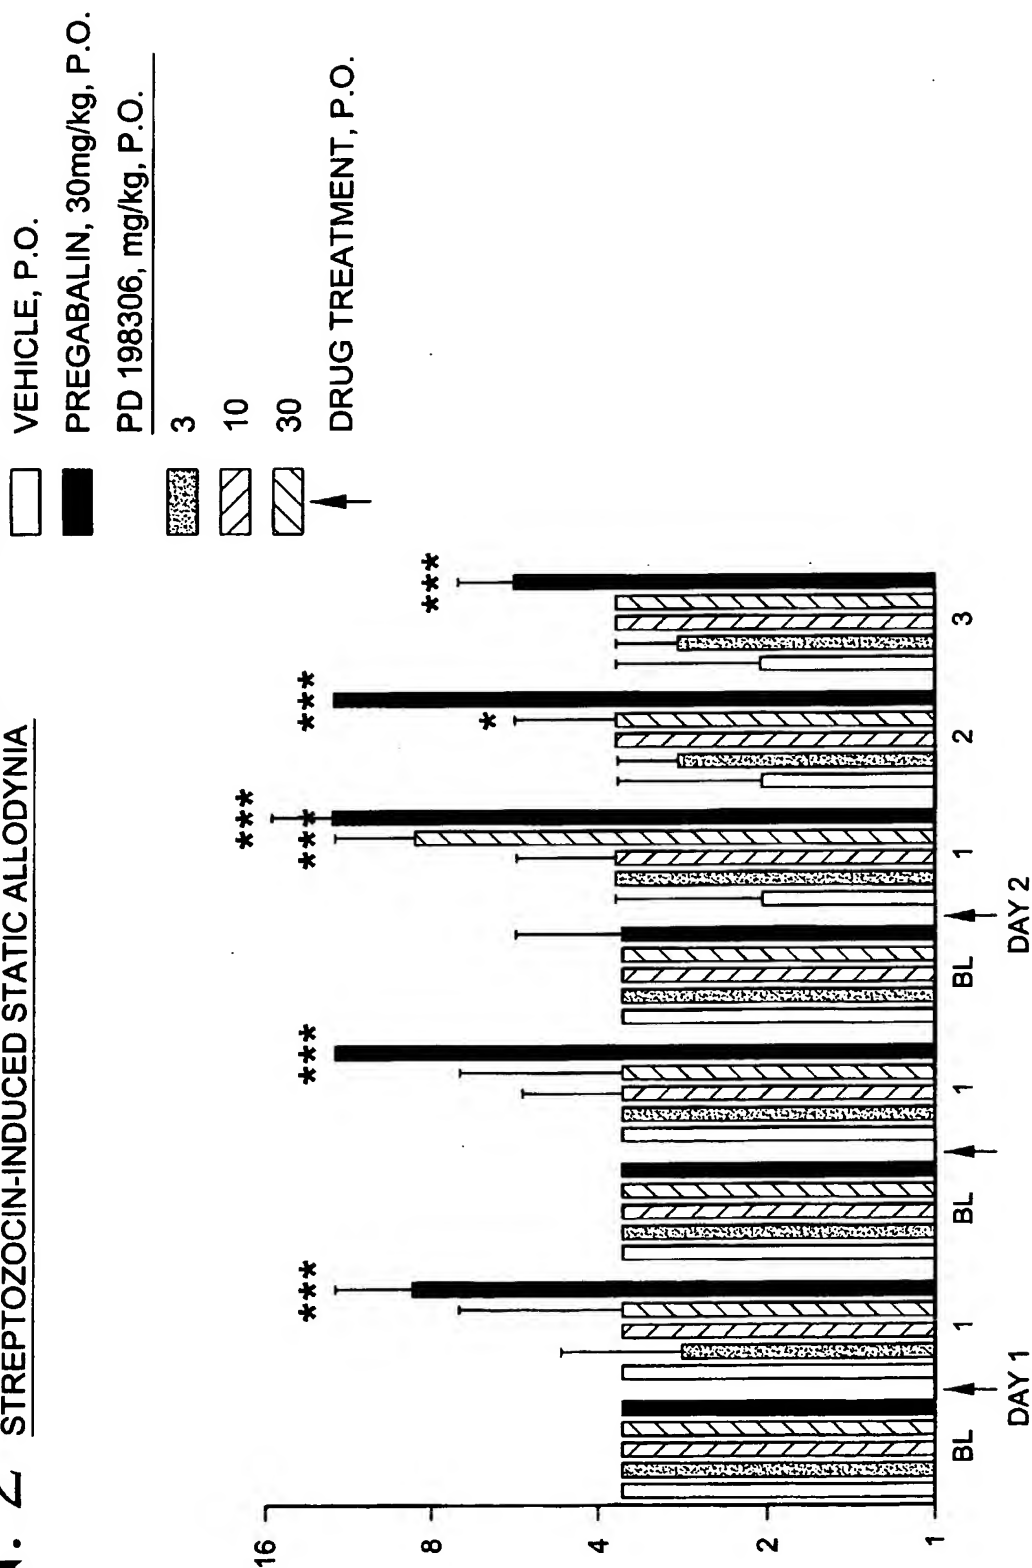 2 STREPTOZOCIN-INDUCED STATIC ALLODYNIA
VEHICLE, P.O.
PREGABALIN, 30mg/kg, P.O.
PD 198306, mg/kg, P.O.
3
10
30
DRUG TREATMENT, P.O.
16
8
4
2
1
***
***
***
***
**
*
***
BL
1
BL
1
BL
1
2
3
DAY 1
DAY 2